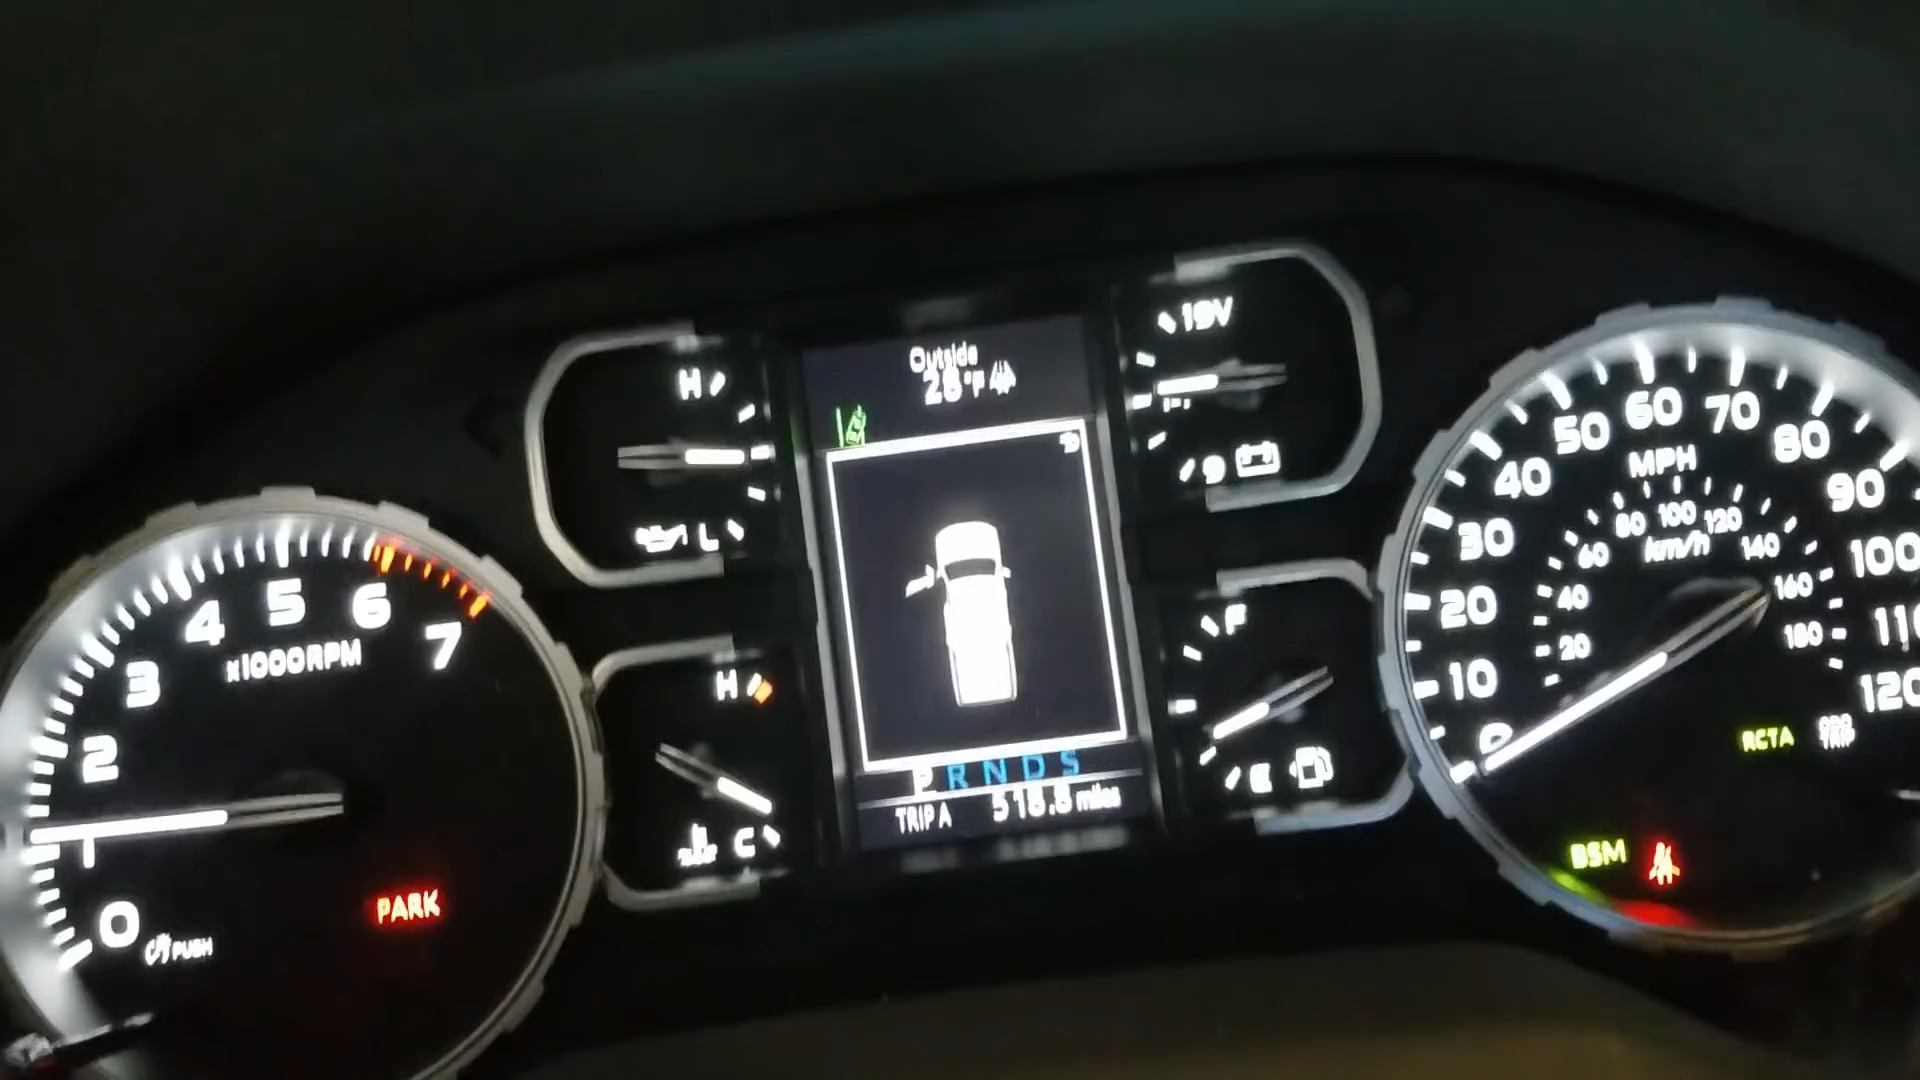 Outside
28°F
H
L
19V
9
7
6
5
4
3
2
1
0
x1000RPM
PUSH
PARK
H
C
P R N D S
TRIP A 518.8 miles
F
E
0
10
20
30
40
50
60
70
80
90
100
110
120
MPH
20
40
60
80
100
120
140
160
180
km/h
RCTA
ODO
TRIP
BSM